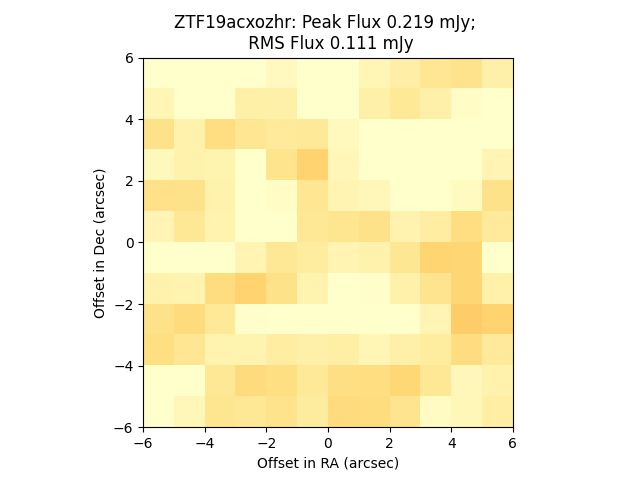 ZTF19acxozhr: Peak Flux 0.219 mJy;
RMS Flux 0.111 mJy
6
4
2
0
−2
−4
−6
Offset in Dec (arcsec)
−6 −4 −2 0 2 4 6
Offset in RA (arcsec)